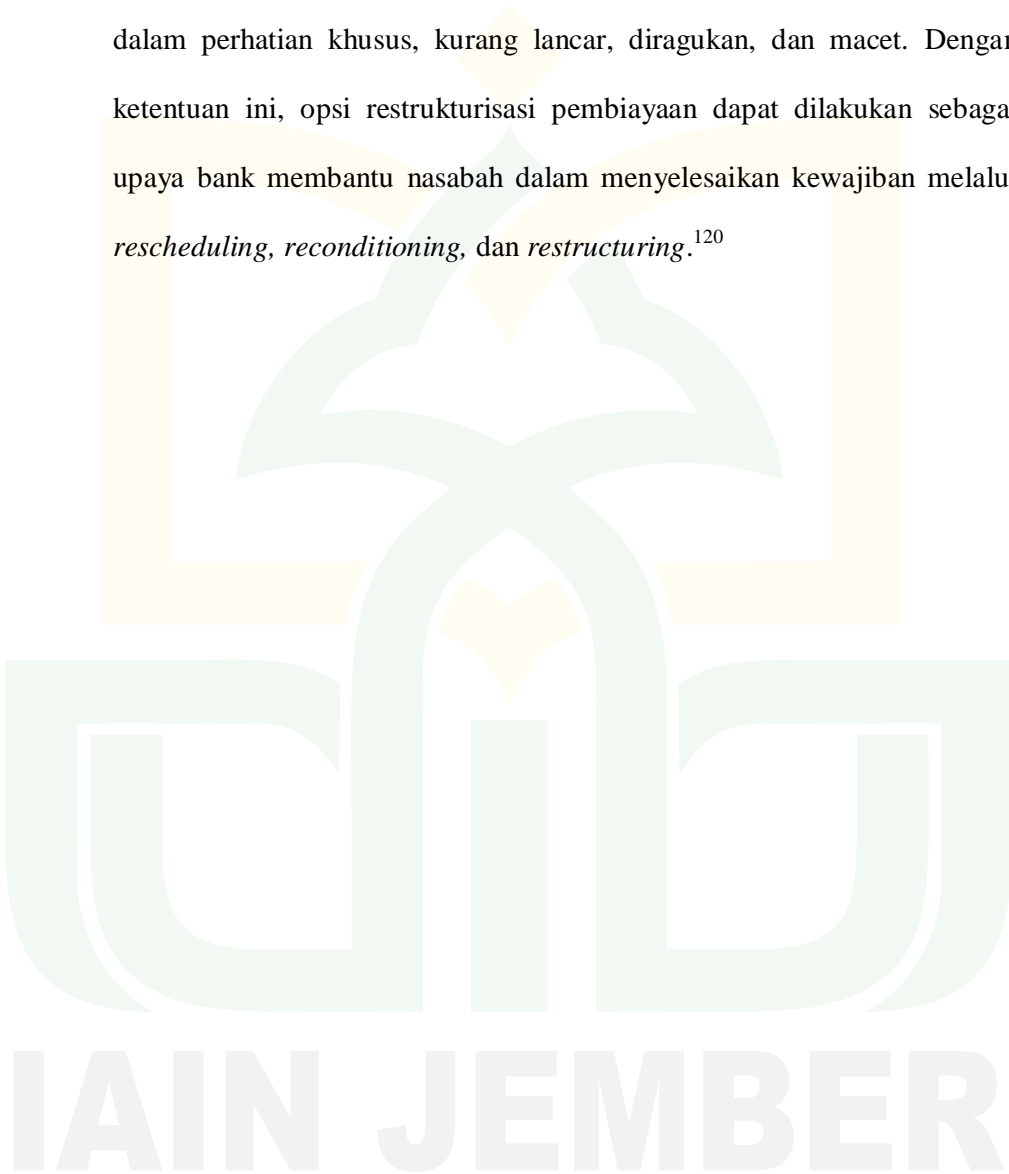 dalam perhatian khusus, kurang lancar, diragukan, dan macet. Dengan
ketentuan ini, opsi restrukturisasi pembiayaan dapat dilakukan sebaga
upaya bank membantu nasabah dalam menyelesaikan kewajiban melalu
rescheduling, reconditioning, dan restructuring.120
IAIN JEMBER